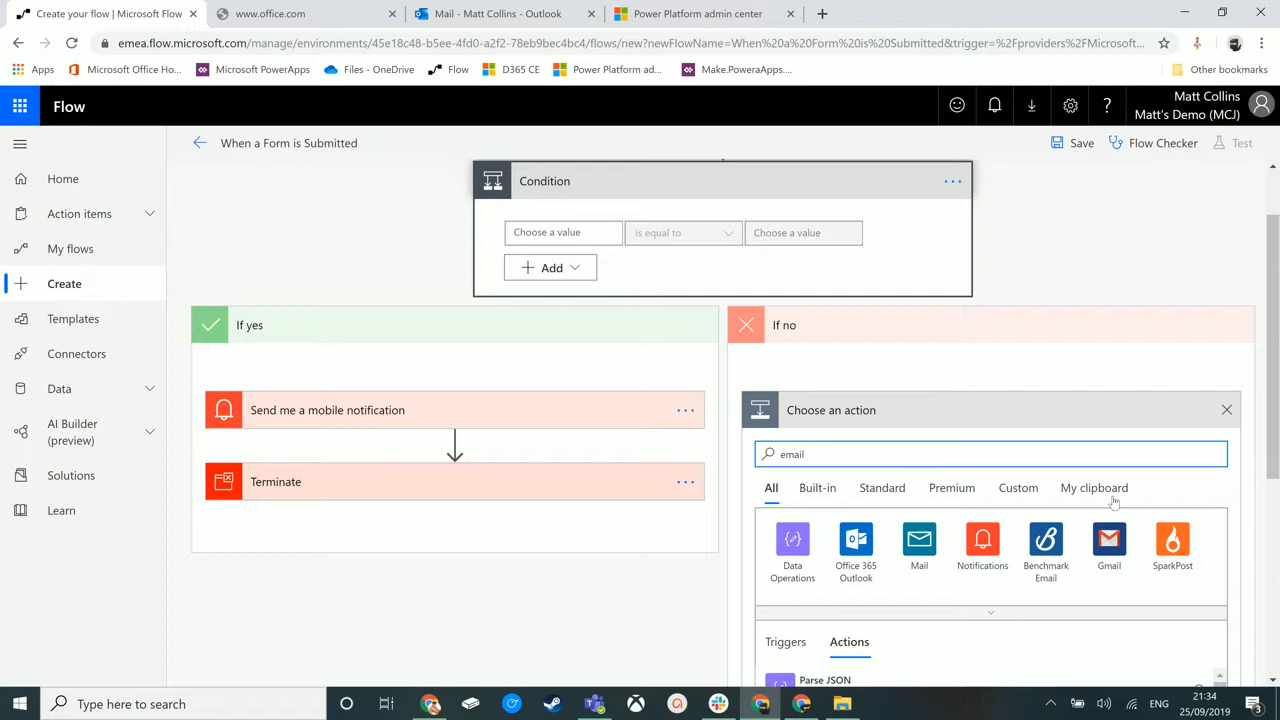 Create your flow | Microsoft Flow
www.office.com
Mail - Matt Collins - Outlook
Power Platform admin center
emea.flow.microsoft.com/manage/environments/45e18c48-b5ee-4fd0-a2f2-78eb9bec4bc4/flows/new?newFlowName=When%20a%20Form%20is%20Submitted&trigger=%2Fproviders%2FMicrosoft...
Apps
Microsoft Office Ho...
Microsoft PowerApps
Files - OneDrive
Flow
D365 CE
Power Platform ad...
Make.PoweraApps....
Other bookmarks
Flow
Matt Collins
Matt's Demo (MCJ)
When a Form is Submitted
Save
Flow Checker
Test
Home
Action items
My flows
Create
Templates
Connectors
Data
AI Builder
(preview)
Solutions
Learn
Condition
Choose a value
is equal to
Choose a value
Add
If yes
Send me a mobile notification
Terminate
If no
Choose an action
email
All
Built-in
Standard
Premium
Custom
My clipboard
Data
Operations
Office 365
Outlook
Mail
Notifications
Benchmark
Email
Gmail
SparkPost
Triggers
Actions
Parse JSON
Type here to search
ENG
21:34
25/09/2019